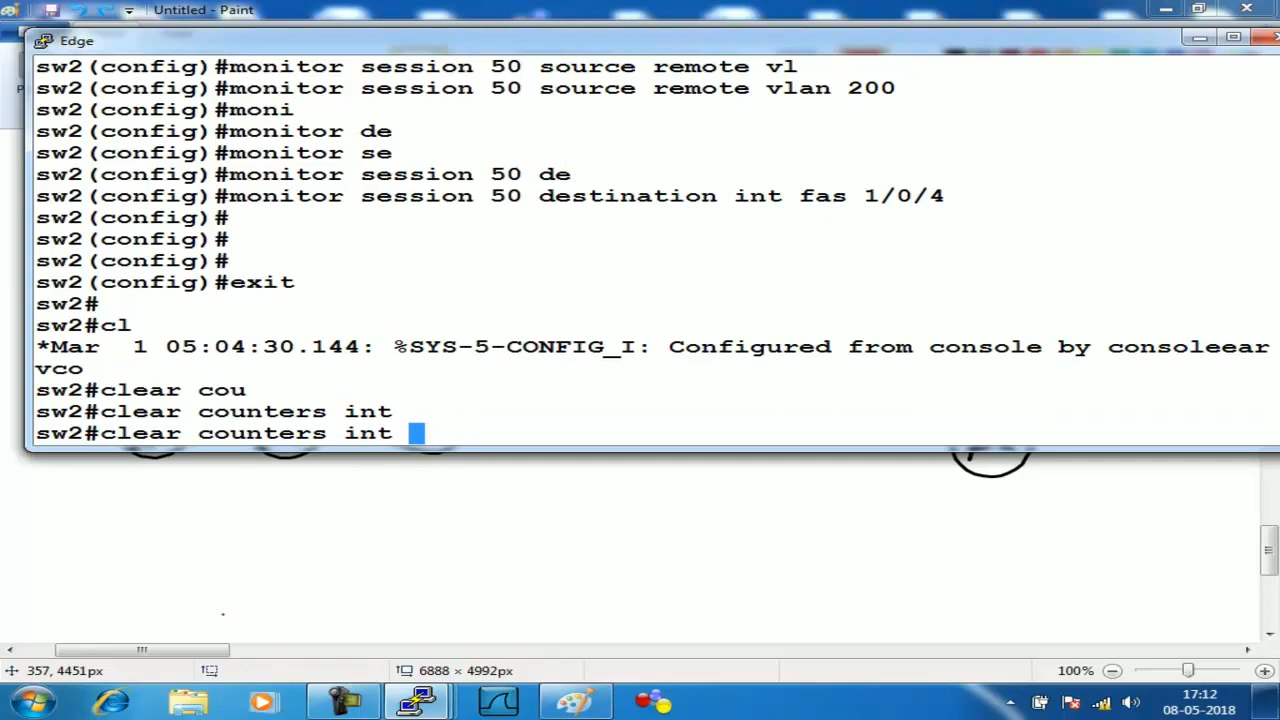 Untitled - Paint
Edge
sw2(config)#monitor session 50 source remote vl
sw2(config)#monitor session 50 source remote vlan 200
sw2(config)#moni
sw2(config)#monitor de
sw2(config)#monitor se
sw2(config)#monitor session 50 de
sw2(config)#monitor session 50 destination int fas 1/0/4
sw2(config)#
sw2(config)#
sw2(config)#
sw2(config)#exit
sw2#
sw2#cl
*Mar  1 05:04:30.144: %SYS-5-CONFIG_I: Configured from console by consoleear
vco
sw2#clear cou
sw2#clear counters int
sw2#clear counters int
357, 4451px
6888 × 4992px
100%
17:12
08-05-2018